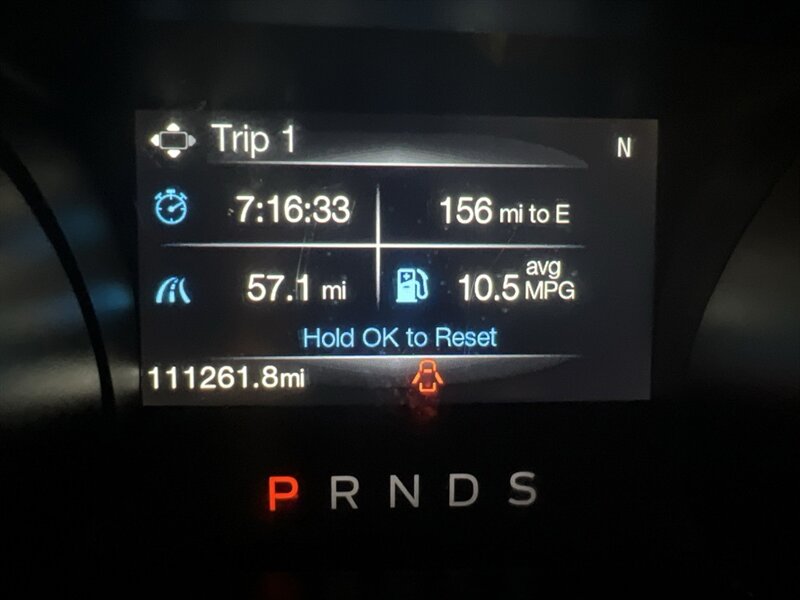 Trip 1 N
7:16:33 156 mi to E
57.1 mi 10.5 avg MPG
Hold OK to Reset
111261.8mi
P R N D S